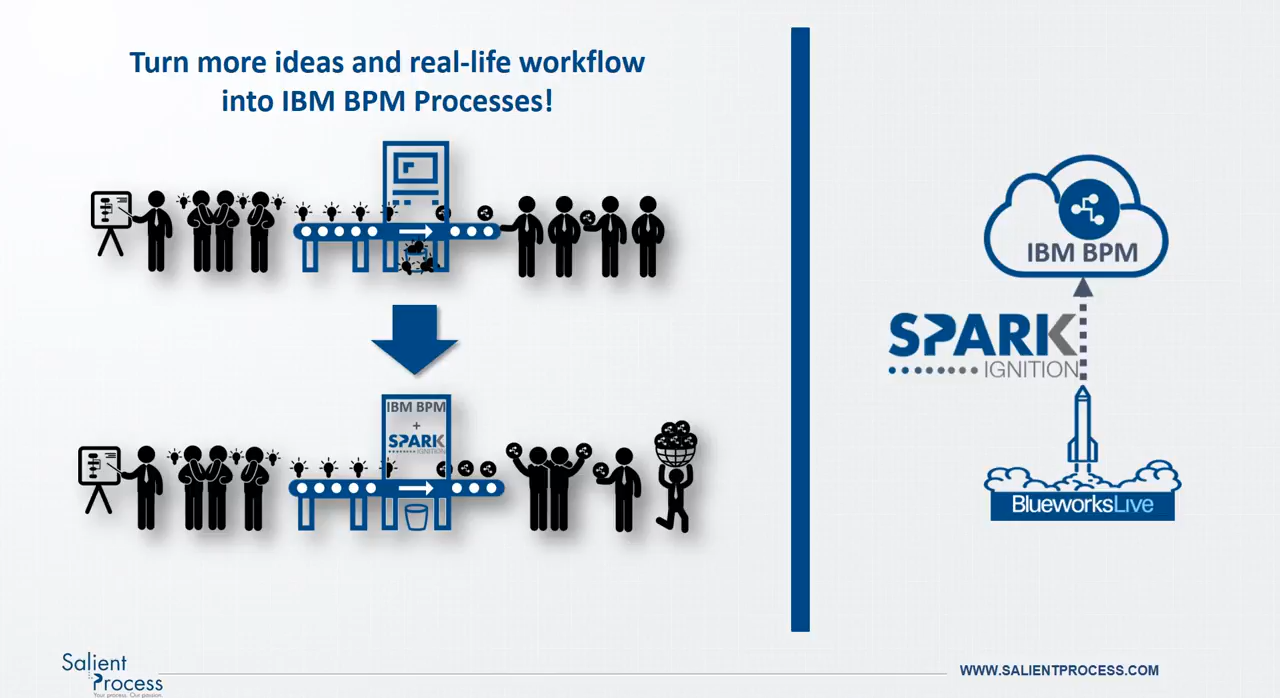 Turn more ideas and real-life workflow
into IBM BPM Processes!
IBM BPM
+
SPARK
IGNITION
IBM BPM
SPARK
IGNITION
BlueworksLive
Salient
Process
Your process. Our passion.
WWW.SALIENTPROCESS.COM